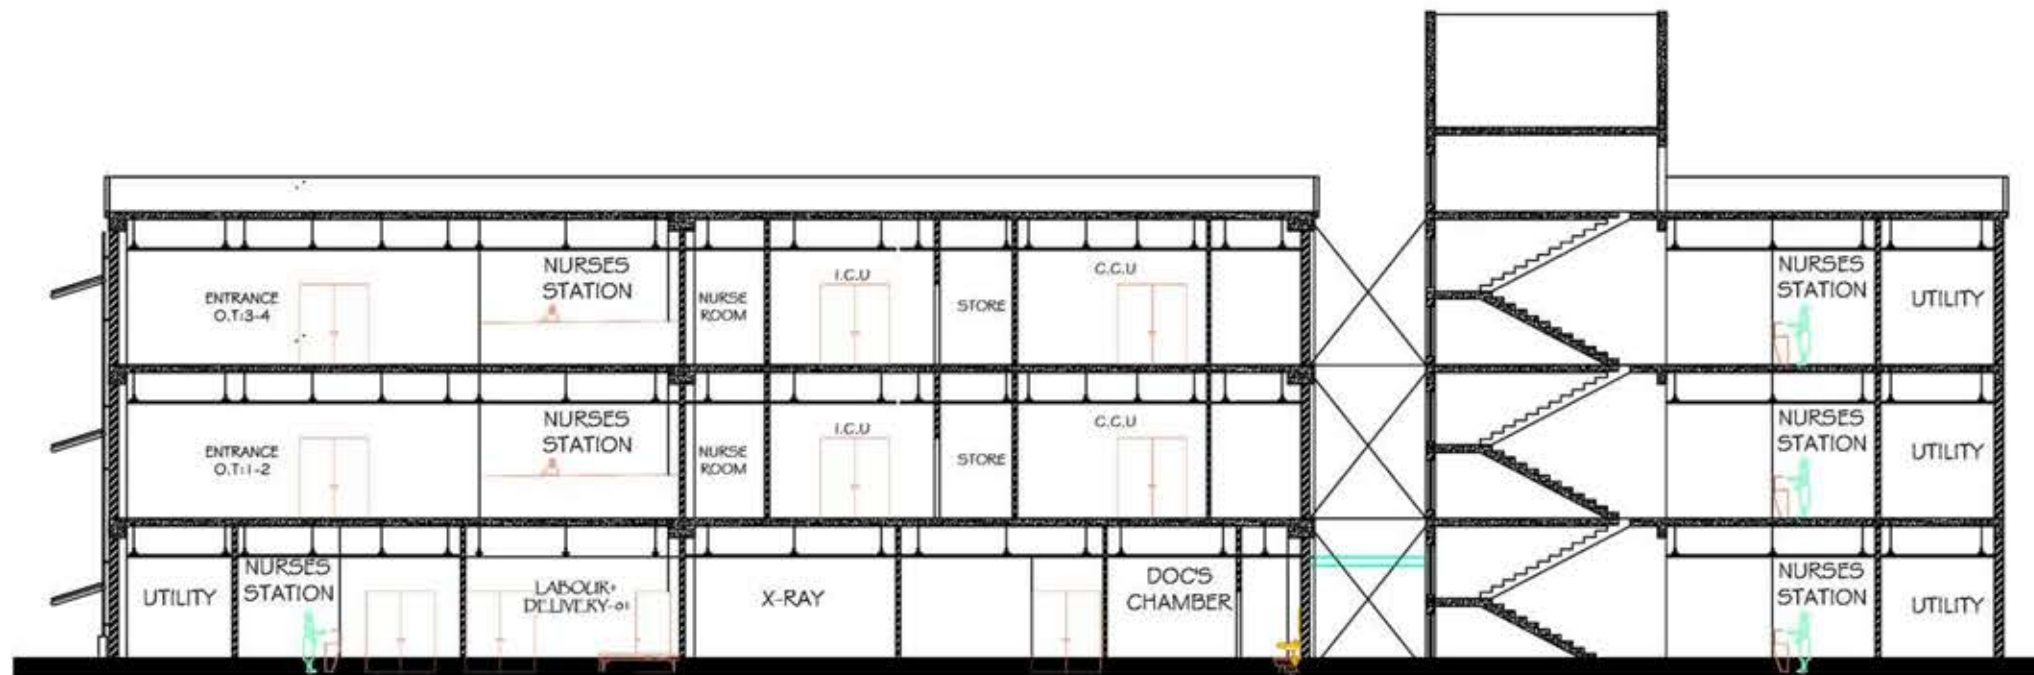 NURSES
STATION
ENTRANCE
O.T:3-4
NURSE
ROOM
I.C.U
STORE
C.C.U
NURSES
STATION
UTILITY
NURSES
STATION
ENTRANCE
O.T:1-2
NURSE
ROOM
I.C.U
STORE
C.C.U
NURSES
STATION
UTILITY
UTILITY
NURSES
STATION
LABOUR+
DELIVERY-01
X-RAY
DOC'S
CHAMBER
NURSES
STATION
UTILITY